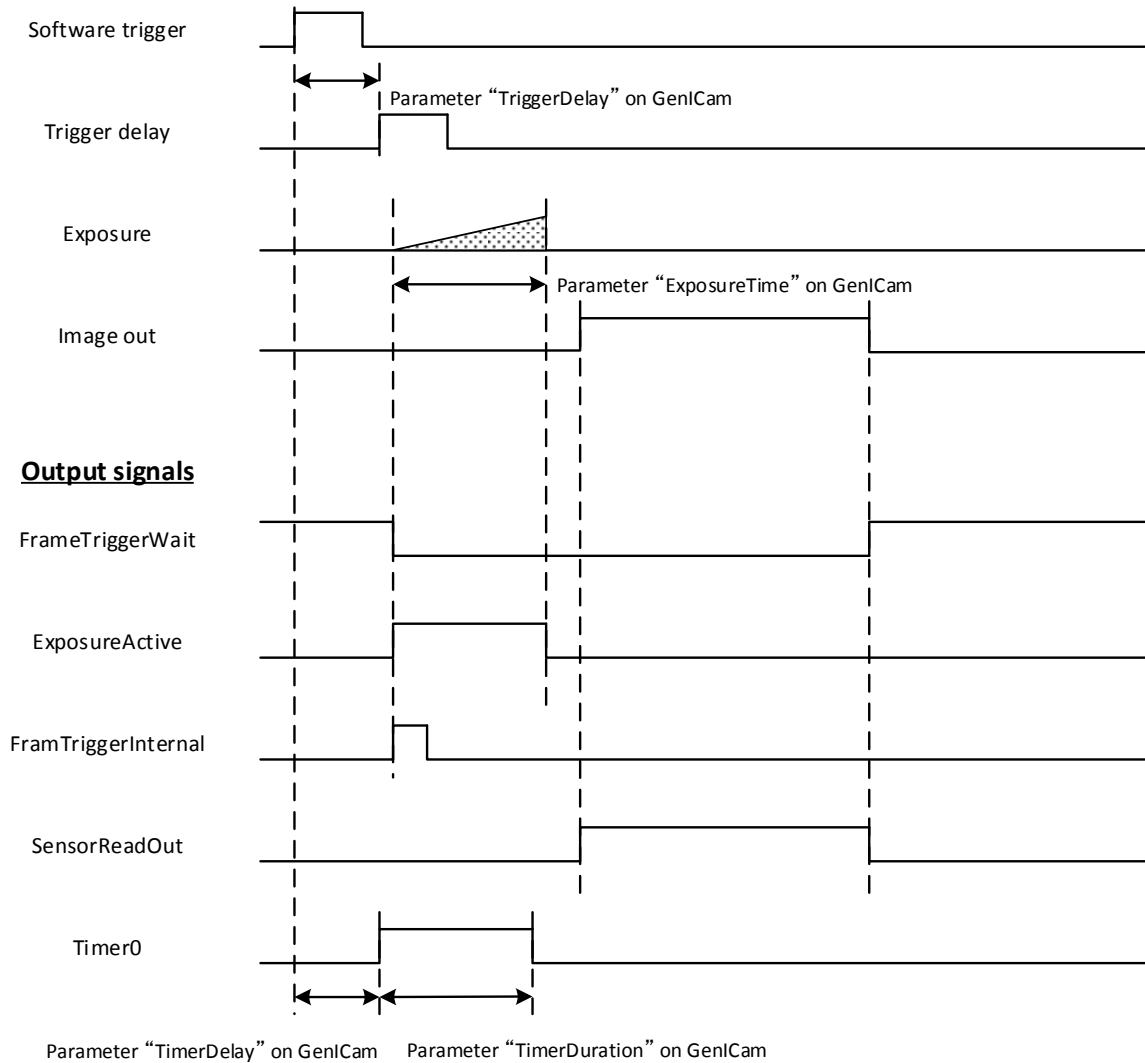 Software trigger
Parameter “TriggerDelay” on GenICam
Trigger delay
Exposure
Parameter “ExposureTime” on GenICam
Image out
Output signals
FrameTriggerWait
ExposureActive
FramTriggerInternal
SensorReadOut
Timer0
Parameter “TimerDelay” on GenICam
Parameter “TimerDuration” on GenICam